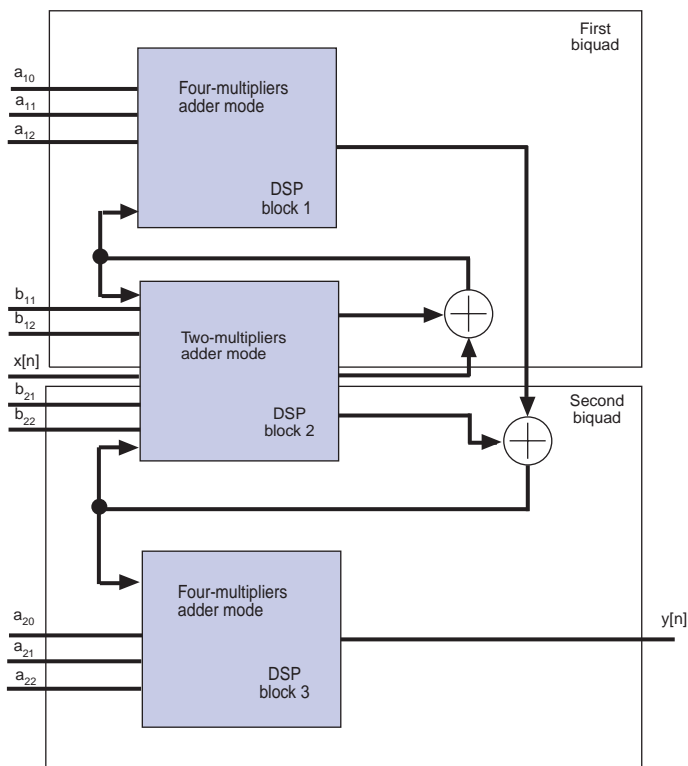 First
biquad
a10
a11
a12
Four-multipliers
adder mode
DSP
block 1
b11
b12
x[n]
b21
b22
Two-multipliers
adder mode
DSP
block 2
Second
biquad
Four-multipliers
adder mode
DSP
block 3
a20
a21
a22
y[n]